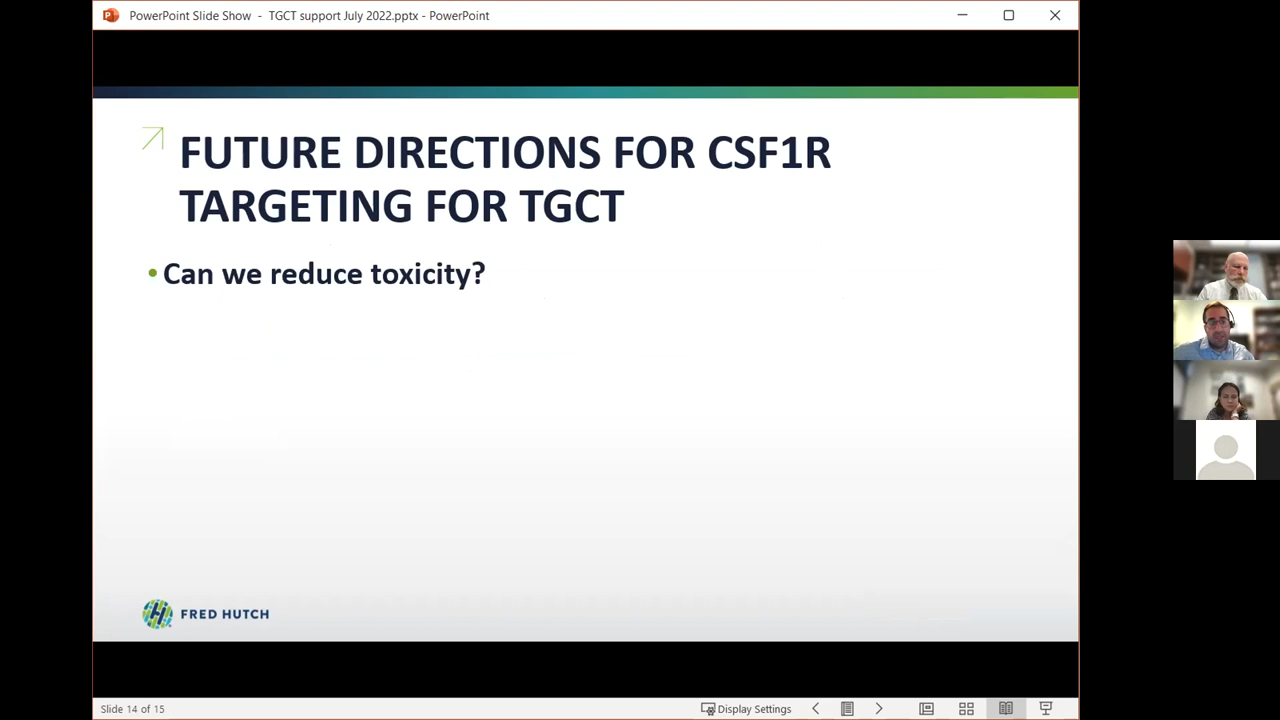 PowerPoint Slide Show - TGCT support July 2022.pptx - PowerPoint
FUTURE DIRECTIONS FOR CSF1R
TARGETING FOR TGCT
• Can we reduce toxicity?
FRED HUTCH
Slide 14 of 15
Display Settings